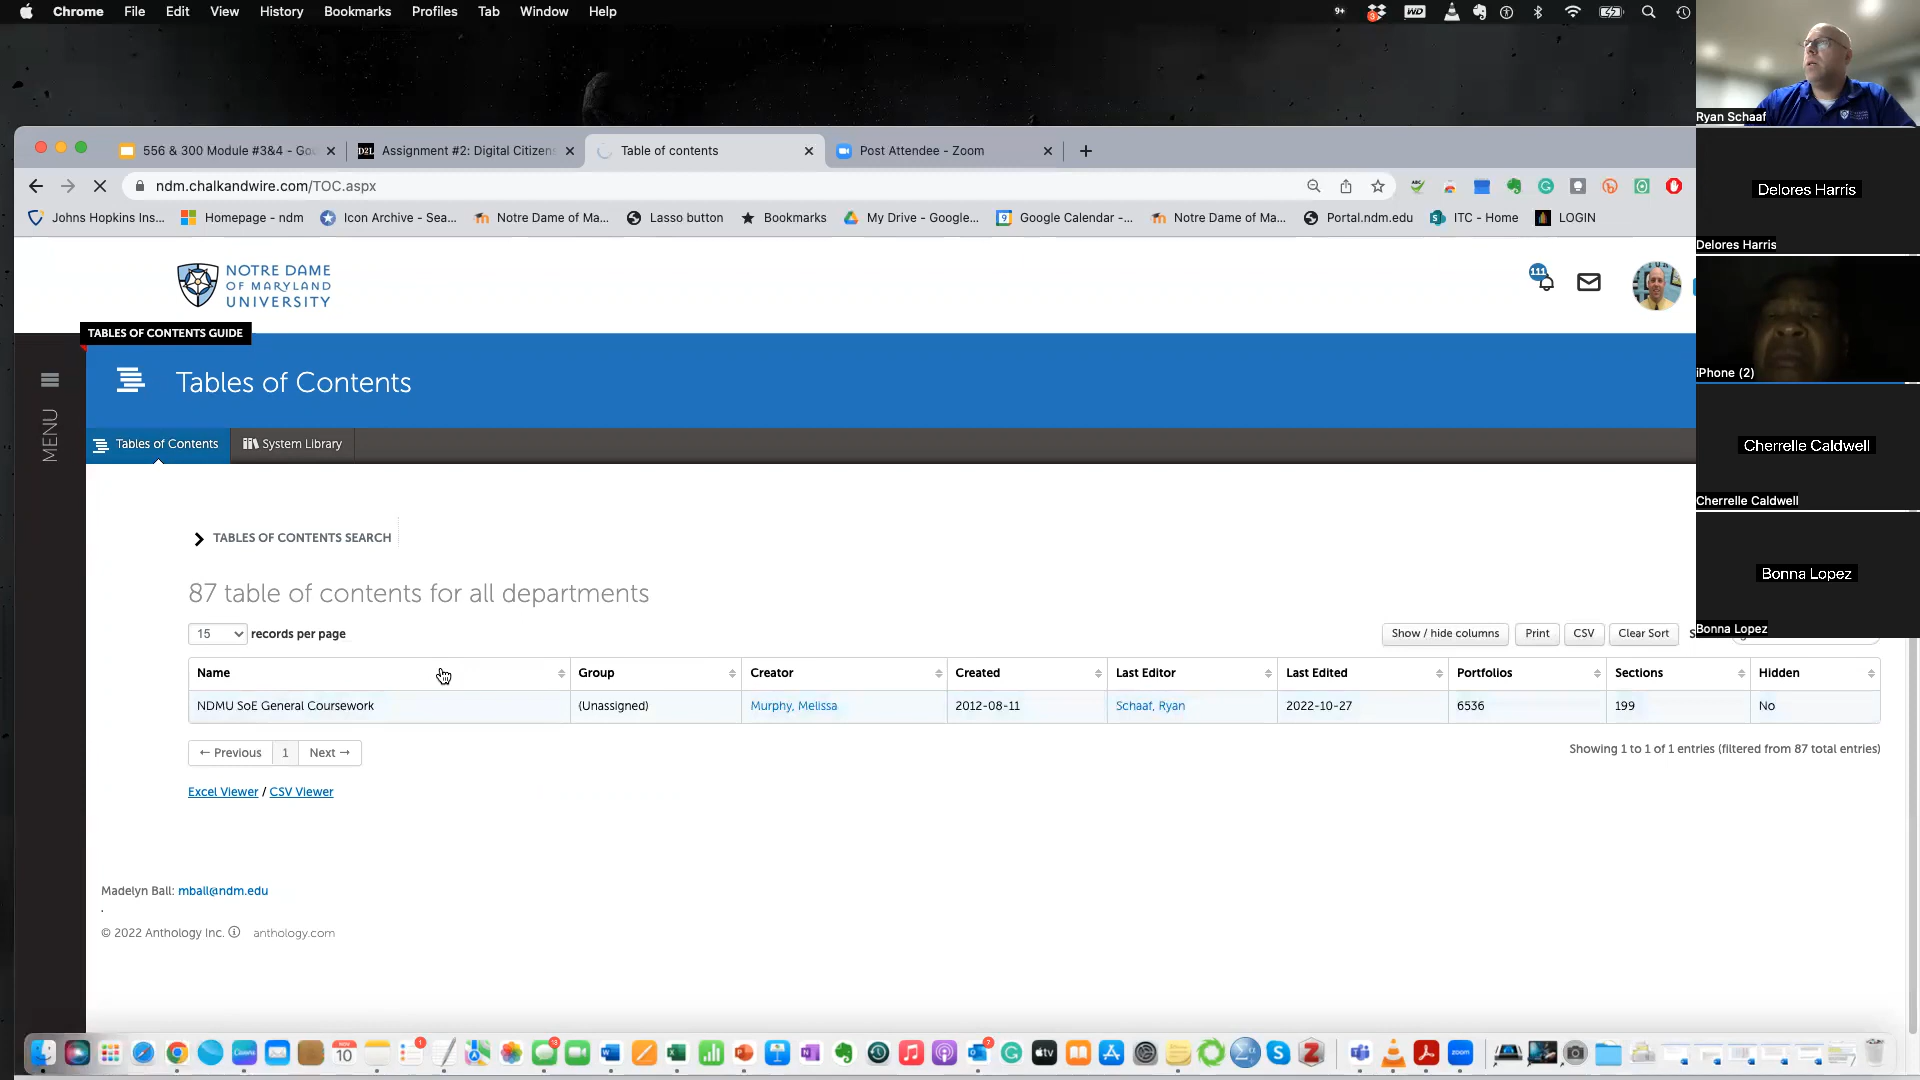 Chrome File Edit View History Bookmarks Profiles Tab Window Help
9+
WD
Ryan Schaaf
Delores Harris
Delores Harris
iPhone (2)
Cherrelle Caldwell
Cherrelle Caldwell
Bonna Lopez
Bonna Lopez
556 & 300 Module #3&4 - Go
D2L Assignment #2: Digital Citizen
Table of contents
Post Attendee - Zoom
ndm.chalkandwire.com/TOC.aspx
Johns Hopkins Ins... Homepage - ndm Icon Archive - Sea... Notre Dame of Ma... Lasso button Bookmarks My Drive - Google... Google Calendar -... Notre Dame of Ma... Portal.ndm.edu ITC - Home LOGIN
NOTRE DAME
OF MARYLAND
UNIVERSITY
111
TABLES OF CONTENTS GUIDE
MENU
Tables of Contents
Tables of Contents System Library
TABLES OF CONTENTS SEARCH
87 table of contents for all departments
15 records per page
Show / hide columns Print CSV Clear Sort
Name Group Creator Created Last Editor Last Edited Portfolios Sections Hidden
NDMU SoE General Coursework (Unassigned) Murphy, Melissa 2012-08-11 Schaaf, Ryan 2022-10-27 6536 199 No
← Previous 1 Next →
Showing 1 to 1 of 1 entries (filtered from 87 total entries)
Excel Viewer / CSV Viewer
Madelyn Ball: mball@ndm.edu
.
© 2022 Anthology Inc. anthology.com
NOV
10
tv
zoom